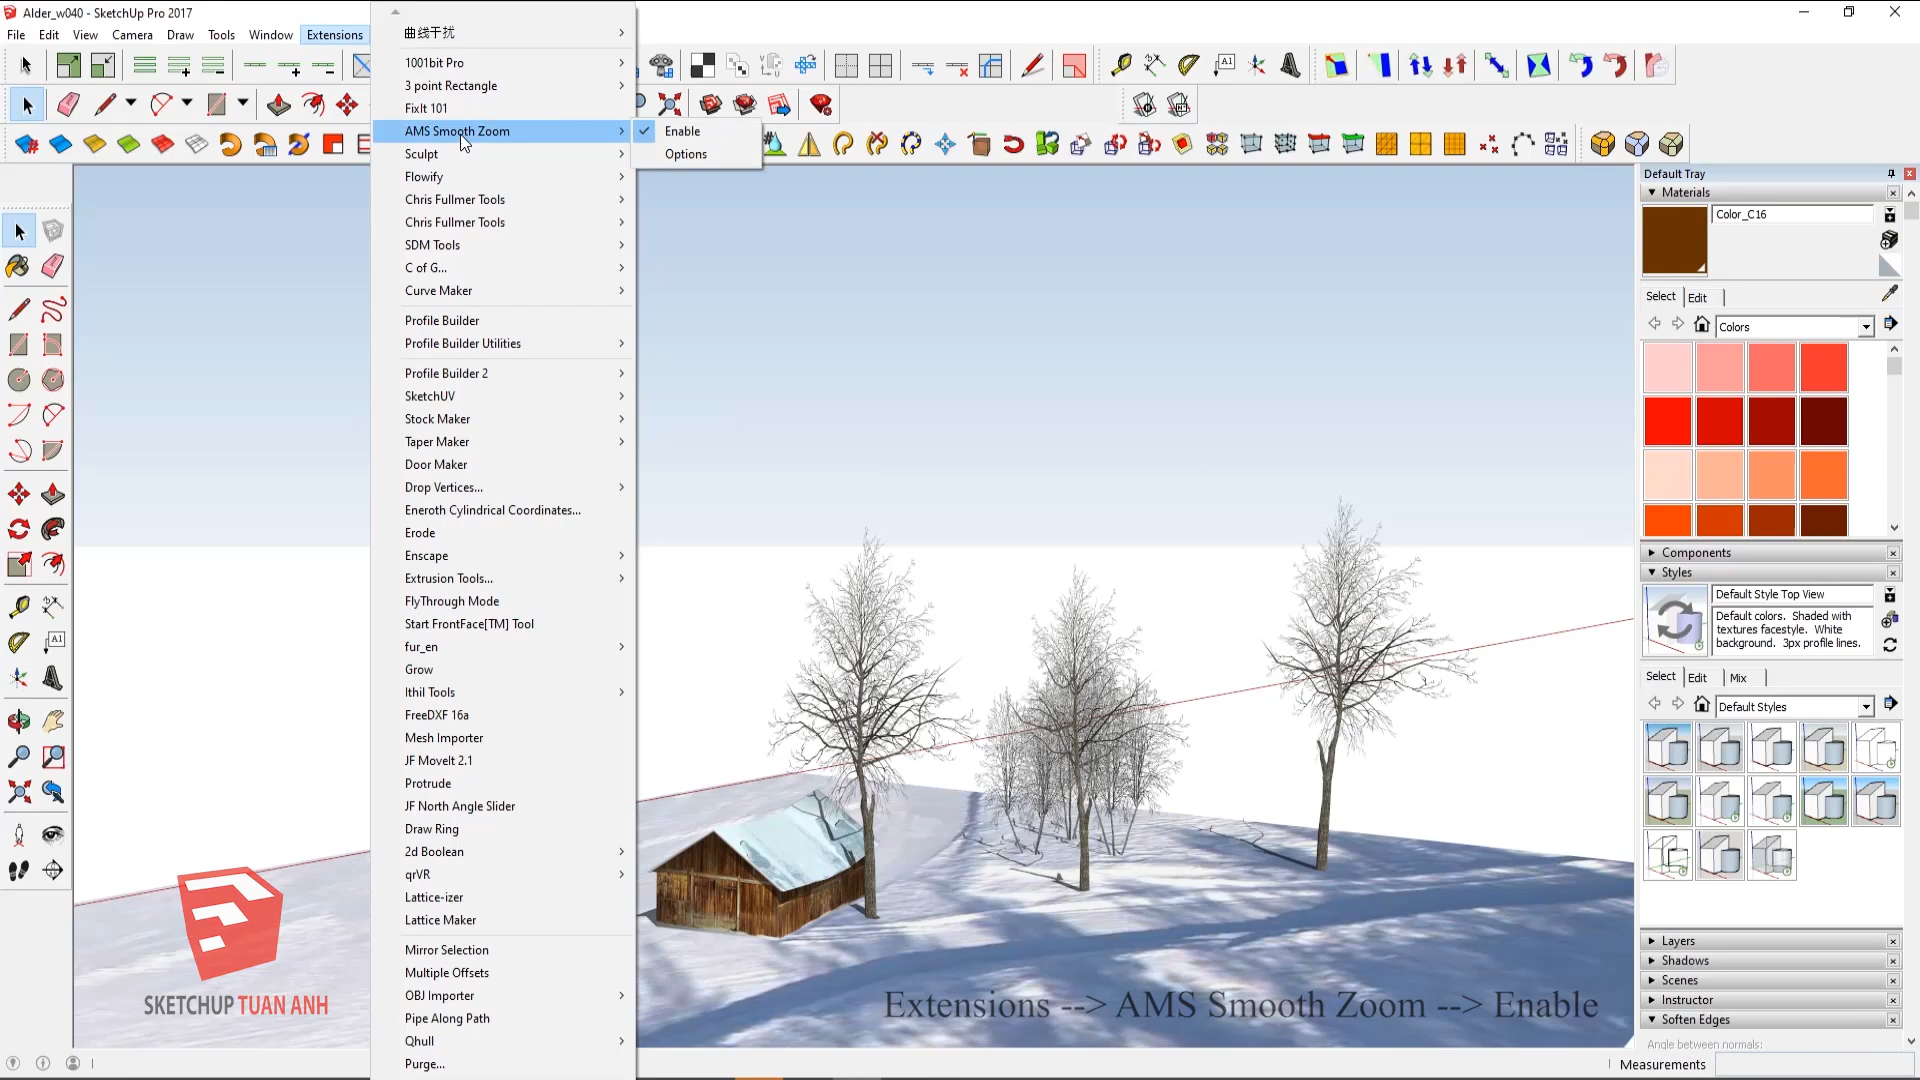 Alder_w040 - SketchUp Pro 2017
File Edit View Camera Draw Tools Window Extensions
曲线干扰
1001bit Pro
3 point Rectangle
FixIt 101
AMS Smooth Zoom
Enable
Options
Sculpt
Flowify
Chris Fullmer Tools
Chris Fullmer Tools
SDM Tools
C of G...
Curve Maker
Profile Builder
Profile Builder Utilities
Profile Builder 2
SketchUV
Stock Maker
Taper Maker
Door Maker
Drop Vertices...
Eneroth Cylindrical Coordinates...
Erode
Enscape
Extrusion Tools...
FlyThrough Mode
Start FrontFace[TM] Tool
fur_en
Grow
Ithil Tools
FreeDXF 16a
Mesh Importer
JF MoveIt 2.1
Protrude
JF North Angle Slider
Draw Ring
2d Boolean
qrVR
Lattice-izer
Lattice Maker
Mirror Selection
Multiple Offsets
OBJ Importer
Pipe Along Path
Qhull
Purge...
Default Tray
Materials
Color_C16
Select Edit
Colors
Components
Styles
Default Style Top View
Default colors. Shaded with
textures facestyle. White
background. 3px profile lines.
Select Edit Mix
Default Styles
Layers
Shadows
Scenes
Instructor
Soften Edges
Angle between normals:
Measurements
SKETCHUP TUAN ANH
Extensions --> AMS Smooth Zoom --> Enable
A1
A1